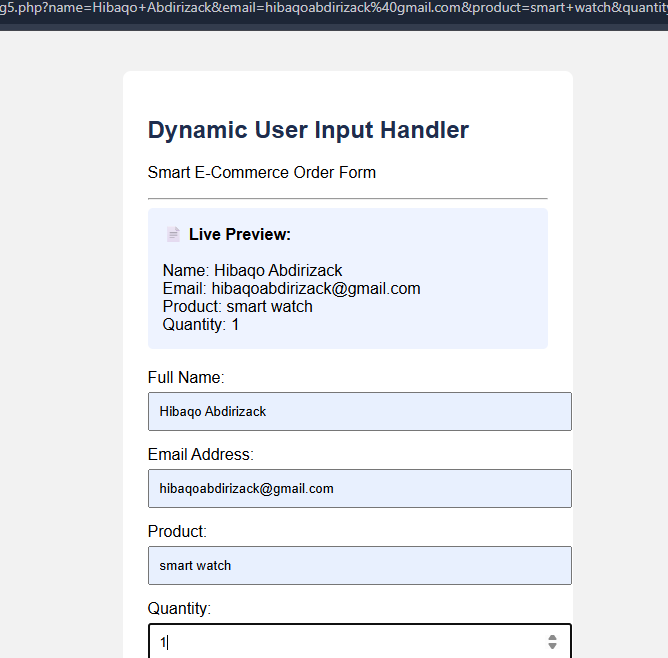 g5.php?name=Hibaqo+Abdirizack&email=hibaqoabdirizack%40gmail.com&product=smart+watch&quantity
Dynamic User Input Handler
Smart E-Commerce Order Form
Live Preview:
Name: Hibaqo Abdirizack
Email: hibaqoabdirizack@gmail.com
Product: smart watch
Quantity: 1
Full Name:
Hibaqo Abdirizack
Email Address:
hibaqoabdirizack@gmail.com
Product:
smart watch
Quantity:
1